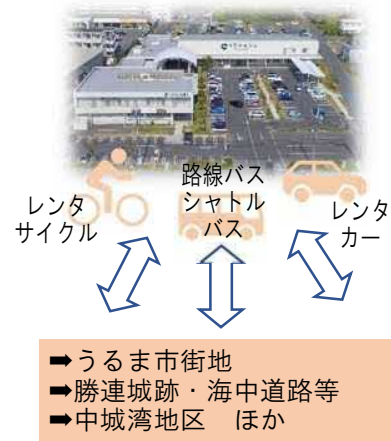 路線バス
シャトル
バス
レンタ
サイクル
レンタ
カー
➡うるま市街地
➡勝連城跡・海中道路等
➡中城湾地区　ほか